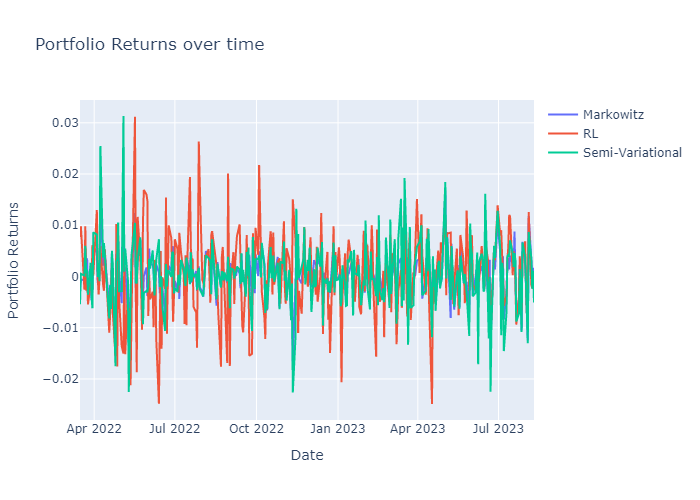 Portfolio Returns over time
Markowitz
RL
Semi-Variational
Portfolio Returns
0.03
0.02
0.01
0
−0.01
−0.02
Apr 2022
Jul 2022
Oct 2022
Jan 2023
Apr 2023
Jul 2023
Date